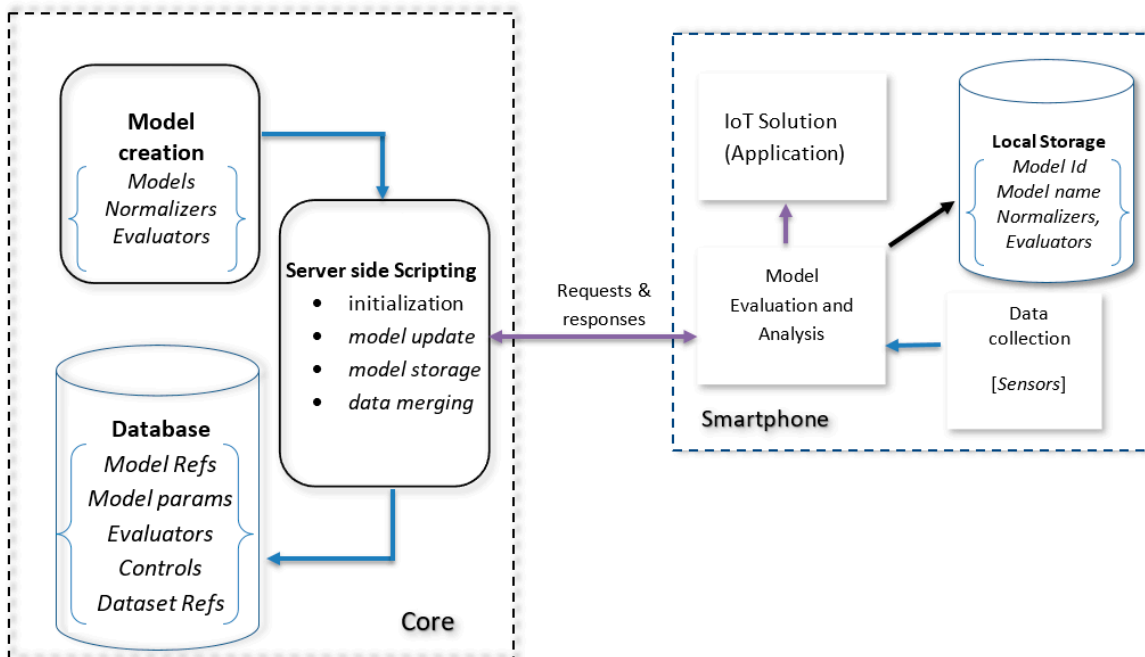 Model
creation
Models
Normalizers
Evaluators
Server side Scripting
• initialization
• model update
• model storage
• data merging
Database
Model Refs
Model params
Evaluators
Controls
Dataset Refs
Core
Requests &
responses
IoT Solution
(Application)
Local Storage
Model Id
Model name
Normalizers,
Evaluators
Model
Evaluation and
Analysis
Data
collection
[Sensors]
Smartphone